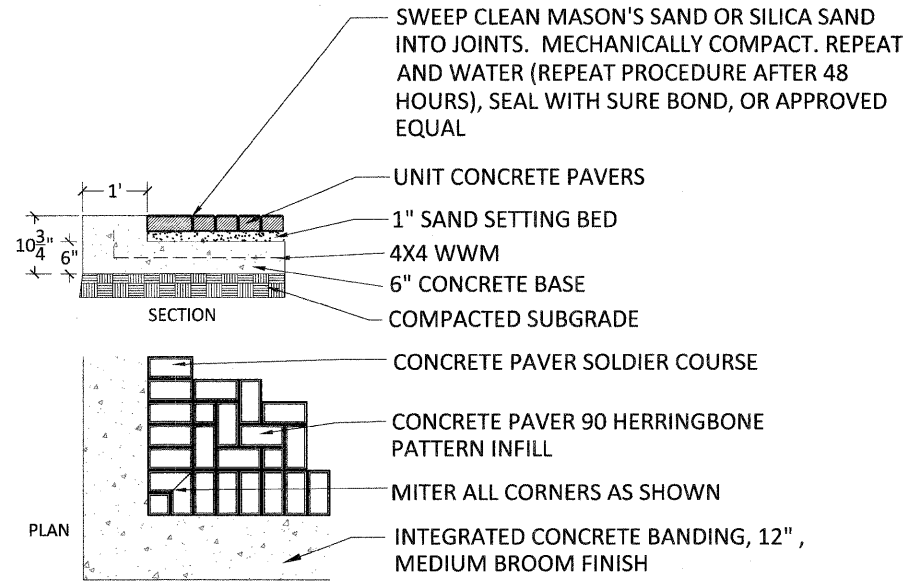 SWEEP CLEAN MASON'S SAND OR SILICA SAND
INTO JOINTS. MECHANICALLY COMPACT. REPEAT
AND WATER (REPEAT PROCEDURE AFTER 48
HOURS), SEAL WITH SURE BOND, OR APPROVED
EQUAL
UNIT CONCRETE PAVERS
1'
1" SAND SETTING BED
10 3/4"
6"
4X4 WWM
6" CONCRETE BASE
SECTION
COMPACTED SUBGRADE
CONCRETE PAVER SOLDIER COURSE
CONCRETE PAVER 90 HERRINGBONE
PATTERN INFILL
MITER ALL CORNERS AS SHOWN
PLAN
INTEGRATED CONCRETE BANDING, 12" ,
MEDIUM BROOM FINISH